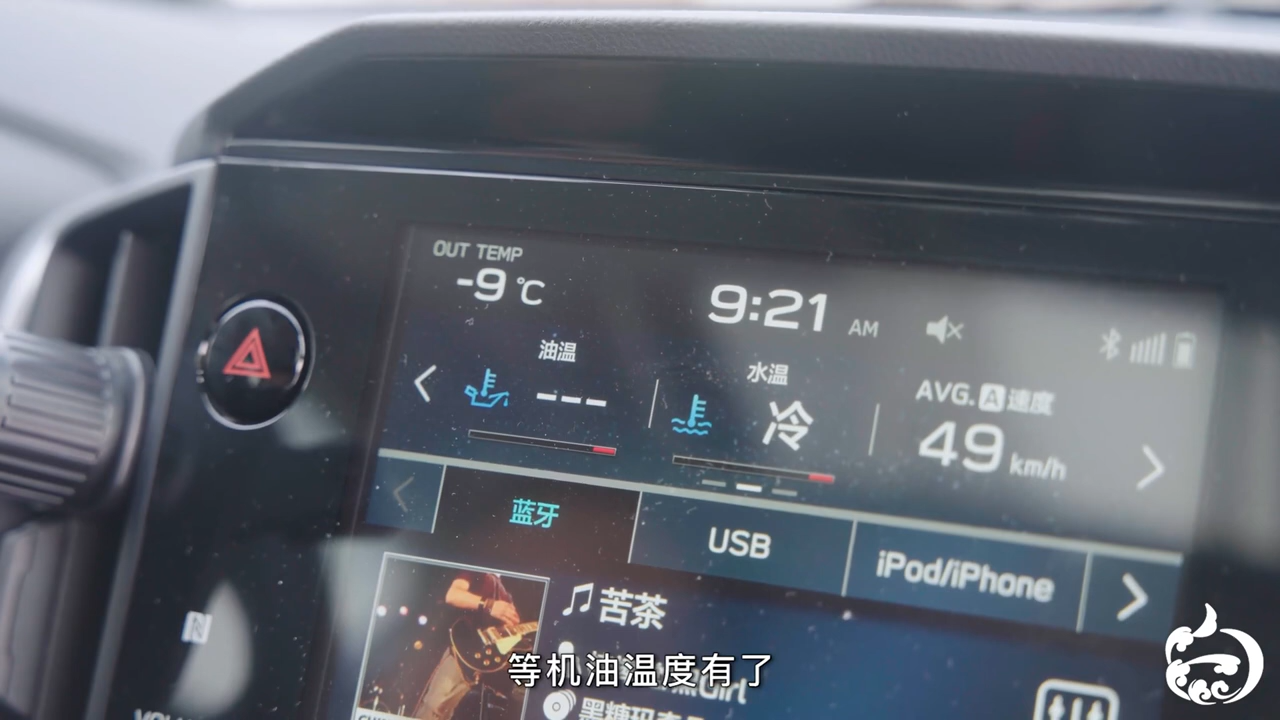 OUT TEMP
-9 ℃
9:21 AM
油温
---
水温
冷
AVG. A 速度
49 km/h
蓝牙
USB
iPod/iPhone
苦茶
Girl
等机油温度有了